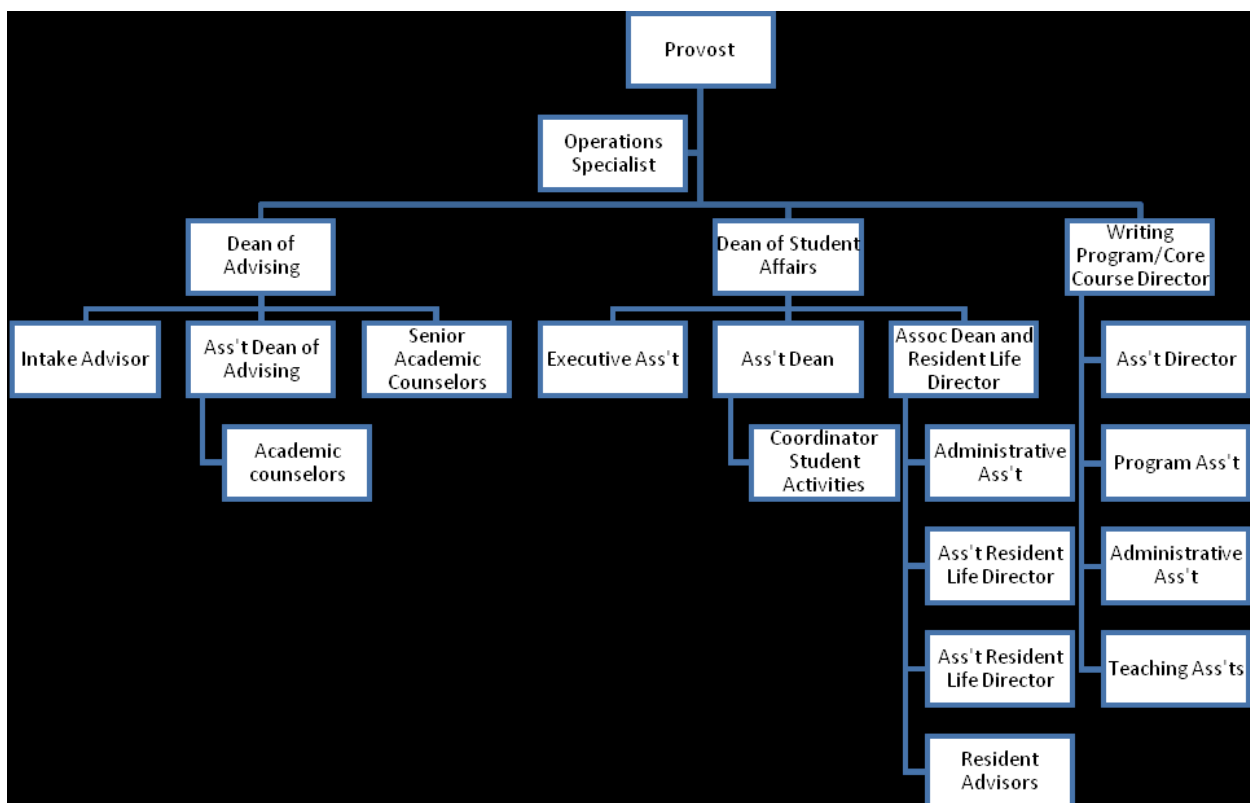 Provost
Operations
Specialist
Dean of
Advising
Dean of Student
Affairs
Writing
Program/Core
Course Director
Intake Advisor
Ass't Dean of
Advising
Senior
Academic
Counselors
Executive Ass't
Ass't Dean
Assoc Dean and
Resident Life
Director
Ass't Director
Academic
counselors
Coordinator
Student
Activities
Administrative
Ass't
Program Ass't
Ass't Resident
Life Director
Administrative
Ass't
Ass't Resident
Life Director
Teaching Ass'ts
Resident
Advisors